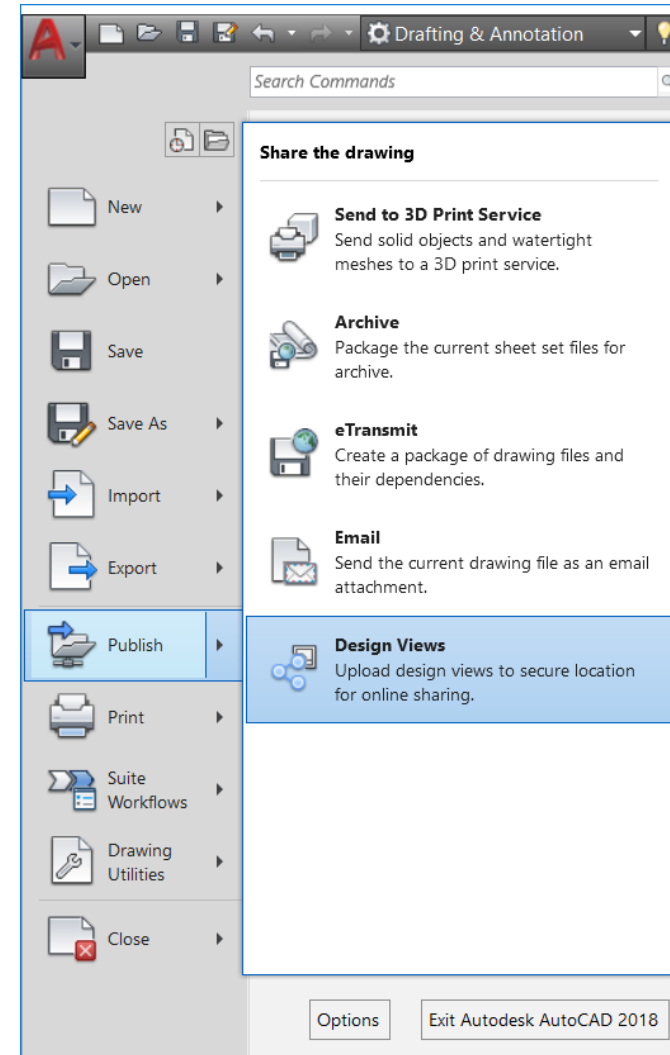 Drafting & Annotation
Search Commands
Share the drawing
New
Open
Save
Save As
Import
Export
Publish
Print
Suite
Workflows
Drawing
Utilities
Close
Send to 3D Print Service
Send solid objects and watertight
meshes to a 3D print service.
Archive
Package the current sheet set files for
archive.
eTransmit
Create a package of drawing files and
their dependencies.
Email
Send the current drawing file as an email
attachment.
Design Views
Upload design views to secure location
for online sharing.
Options
Exit Autodesk AutoCAD 2018